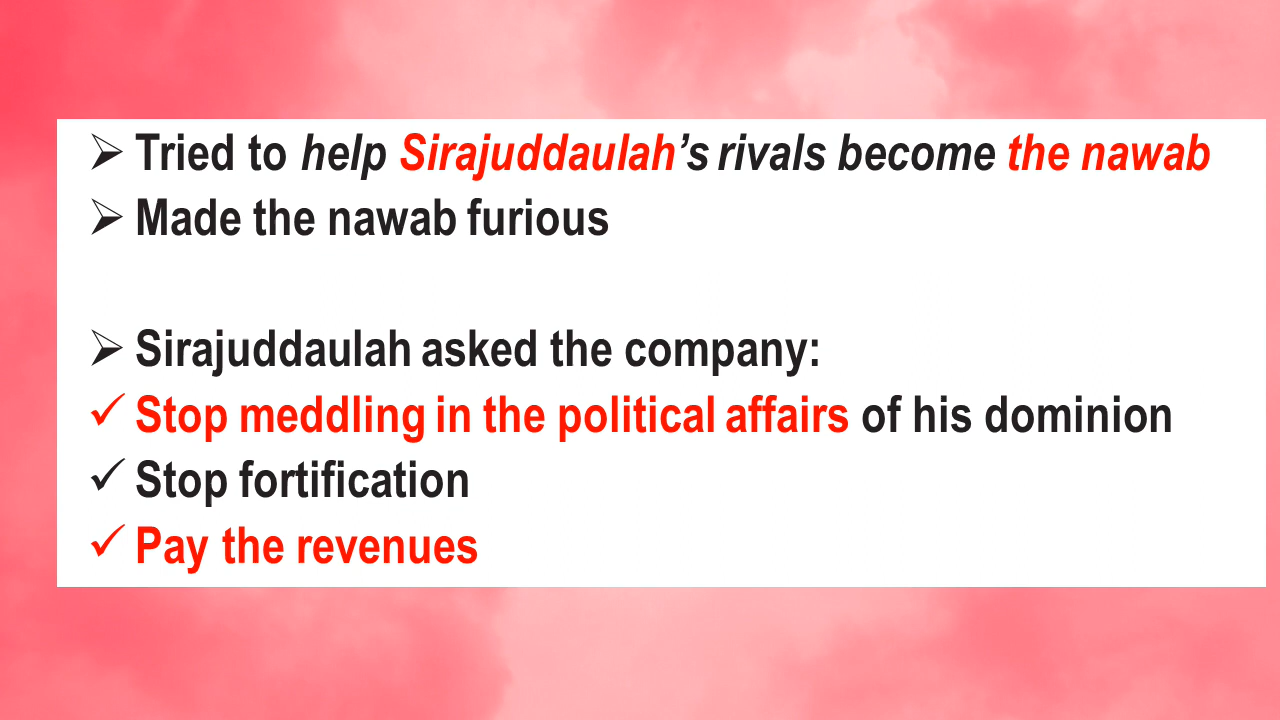 ➢ Tried to help Sirajuddaulah’s rivals become the nawab
➢ Made the nawab furious
➢ Sirajuddaulah asked the company:
✓ Stop meddling in the political affairs of his dominion
✓ Stop fortification
✓ Pay the revenues